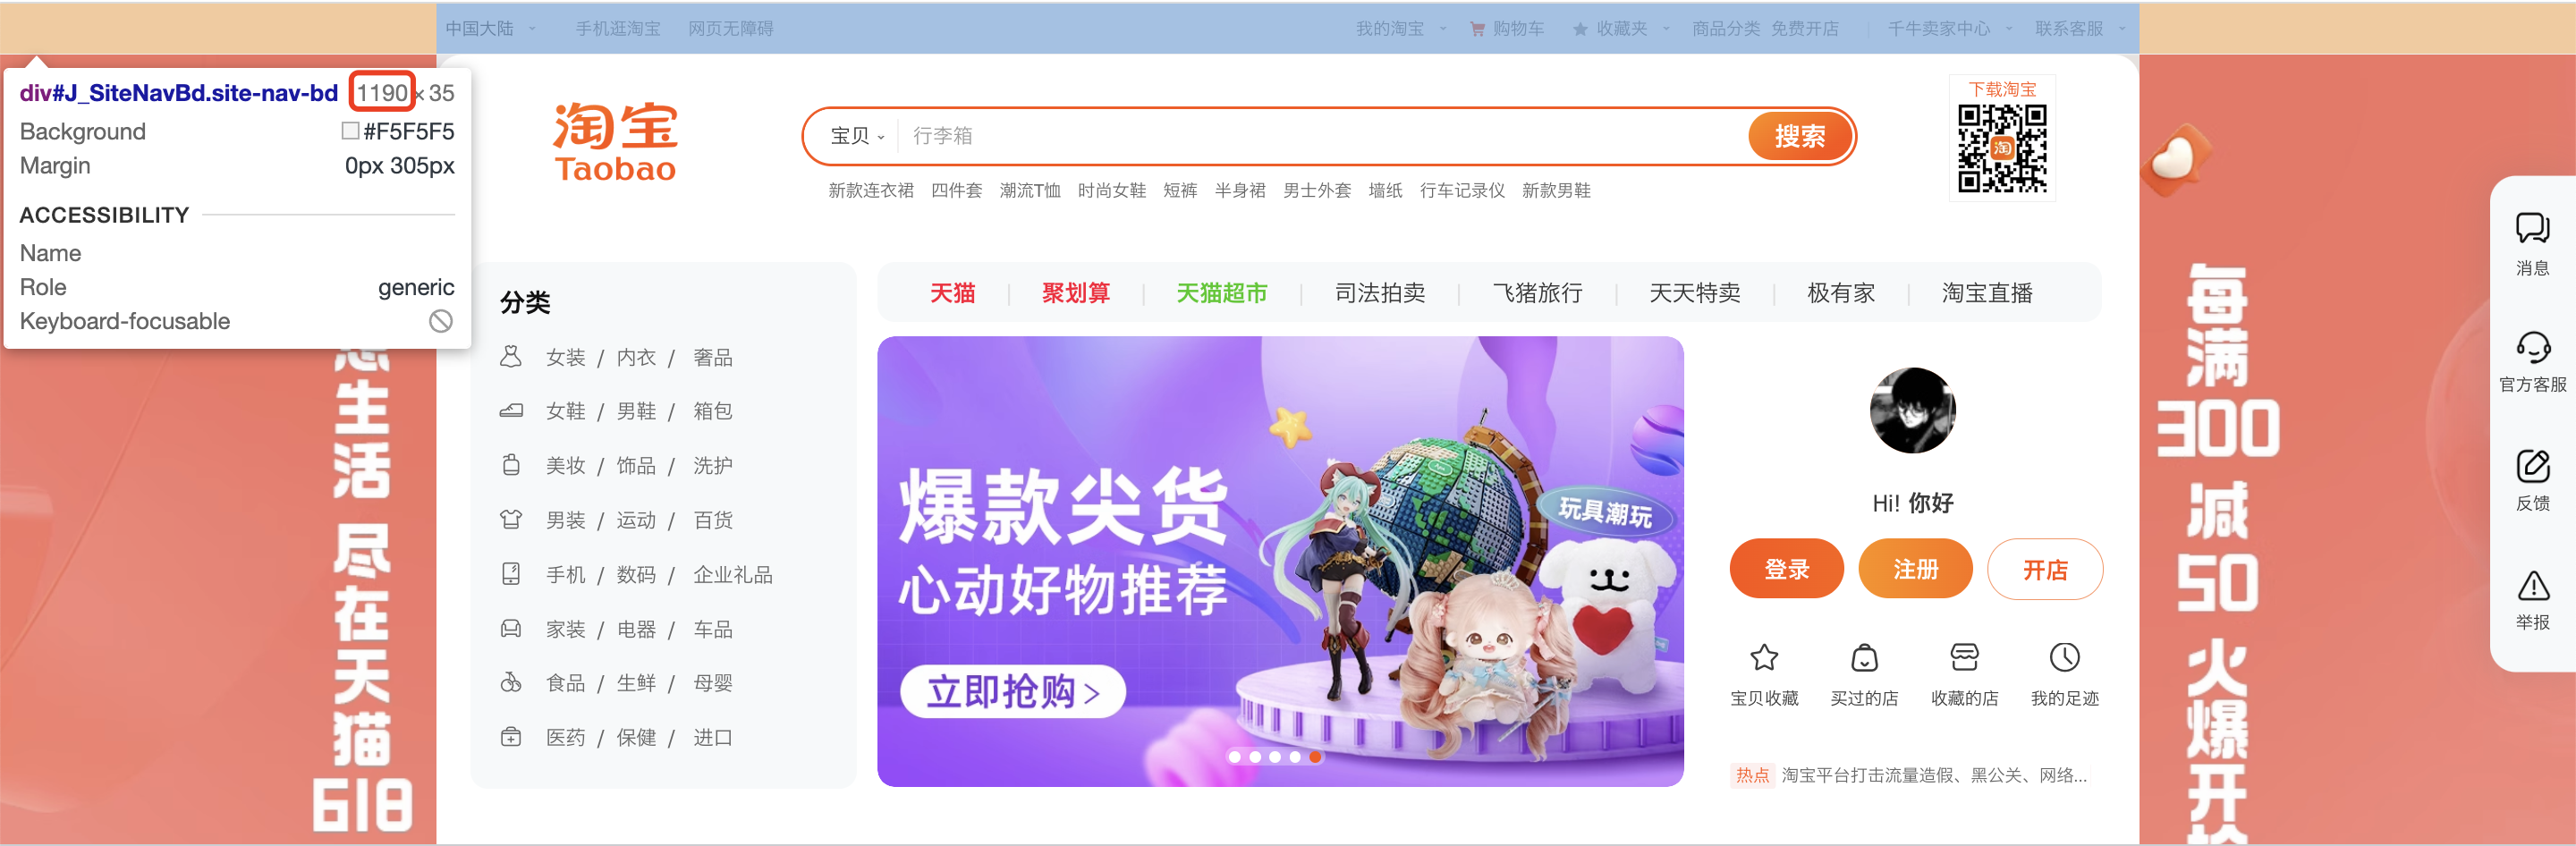 中国大陆 手机逛淘宝 网页无障碍 我的淘宝 购物车 收藏夹 商品分类 免费开店 千牛卖家中心 联系客服
div#J_SiteNavBd.site-nav-bd 1190 × 35
Background #F5F5F5
Margin 0px 305px
ACCESSIBILITY
Name
Role generic
Keyboard-focusable
淘宝
Taobao
宝贝 行李箱 搜索
新款连衣裙 四件套 潮流T恤 时尚女鞋 短裤 半身裙 男士外套 墙纸 行车记录仪 新款男鞋
下载淘宝
淘
分类
女装 / 内衣 / 奢品
女鞋 / 男鞋 / 箱包
美妆 / 饰品 / 洗护
男装 / 运动 / 百货
手机 / 数码 / 企业礼品
家装 / 电器 / 车品
食品 / 生鲜 / 母婴
医药 / 保健 / 进口
天猫 | 聚划算 | 天猫超市 | 司法拍卖 | 飞猪旅行 | 天天特卖 | 极有家 | 淘宝直播
爆款尖货
心动好物推荐
立即抢购 >
玩具潮玩
Hi! 你好
登录 注册 开店
宝贝收藏 买过的店 收藏的店 我的足迹
热点 淘宝平台打击流量造假、黑公关、网络...
生活 尽在天猫
618
每满
300
减
50
火爆开
消息
官方客服
反馈
举报